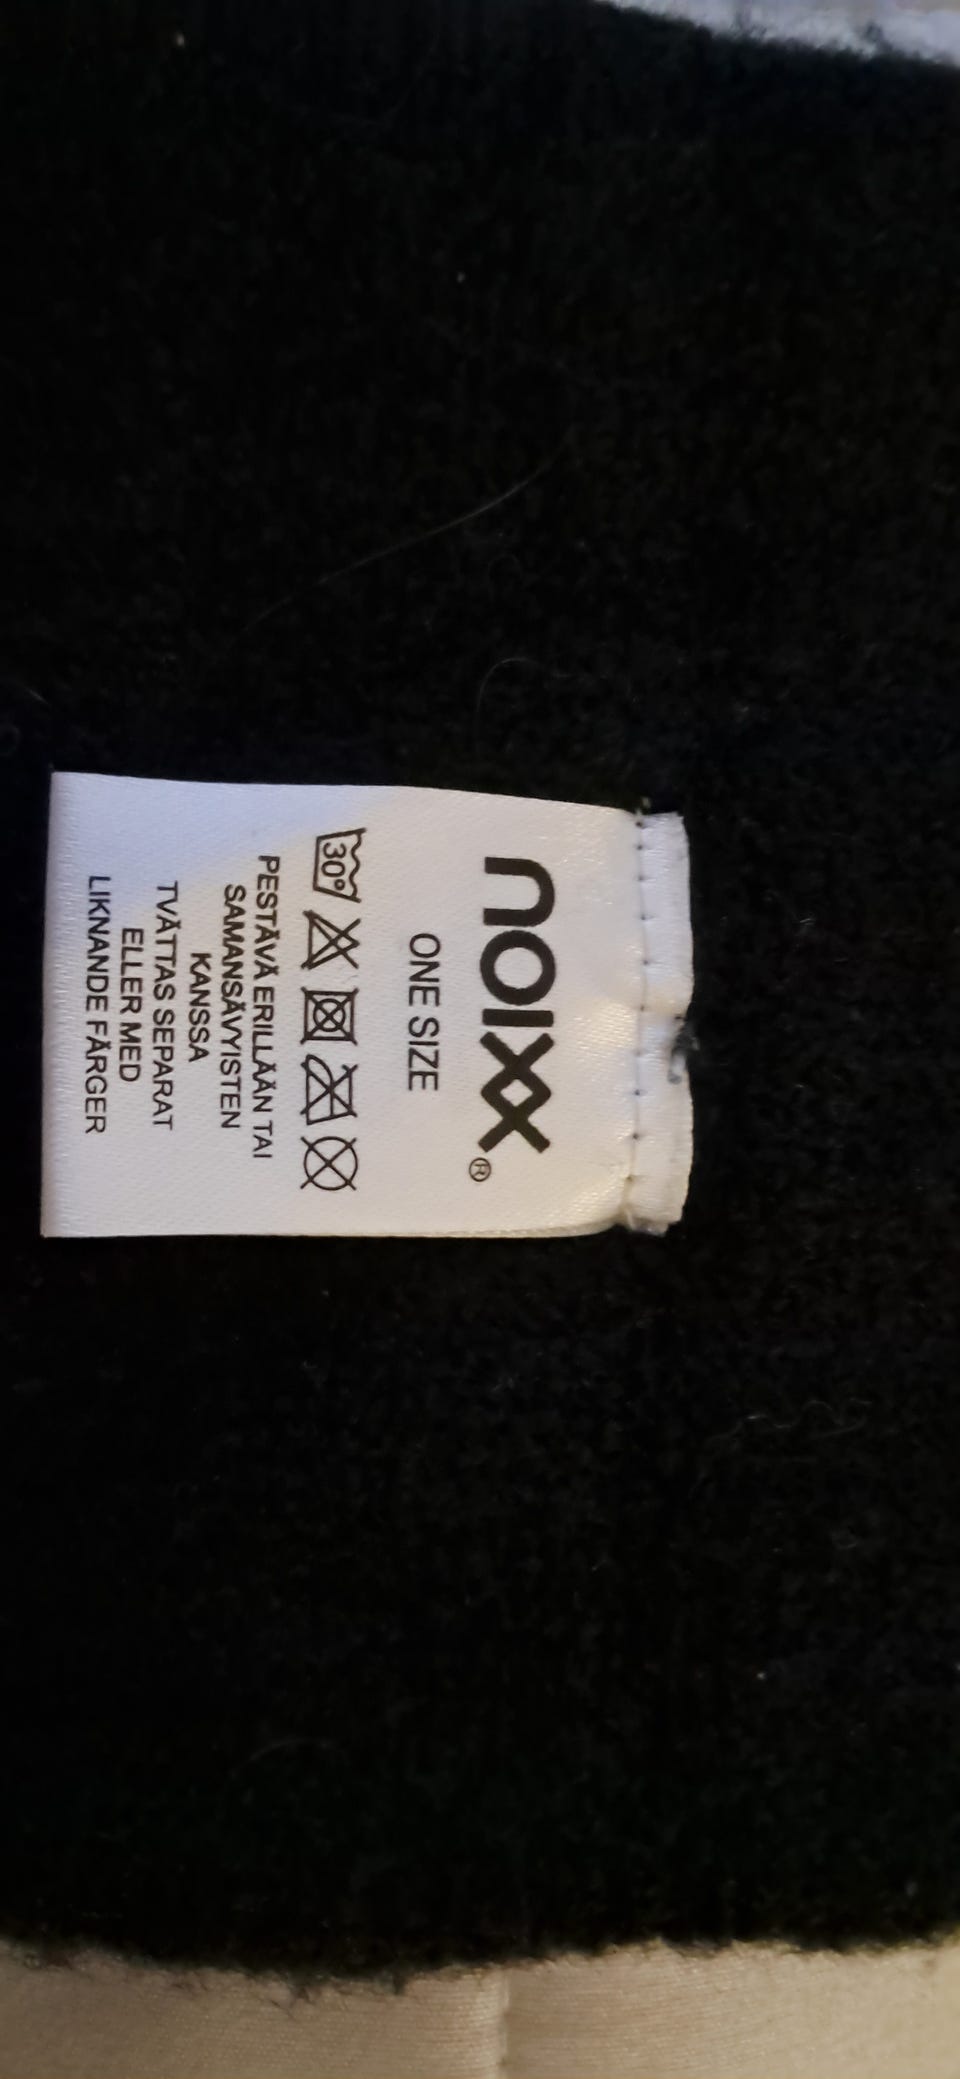 noixx®
ONE SIZE
30°
PESTÄVÄ ERILLÄÄN TAI
SAMANSÄVYISTEN
KANSSA
TVÄTTAS SEPARAT
ELLER MED
LIKNANDE FÄRGER